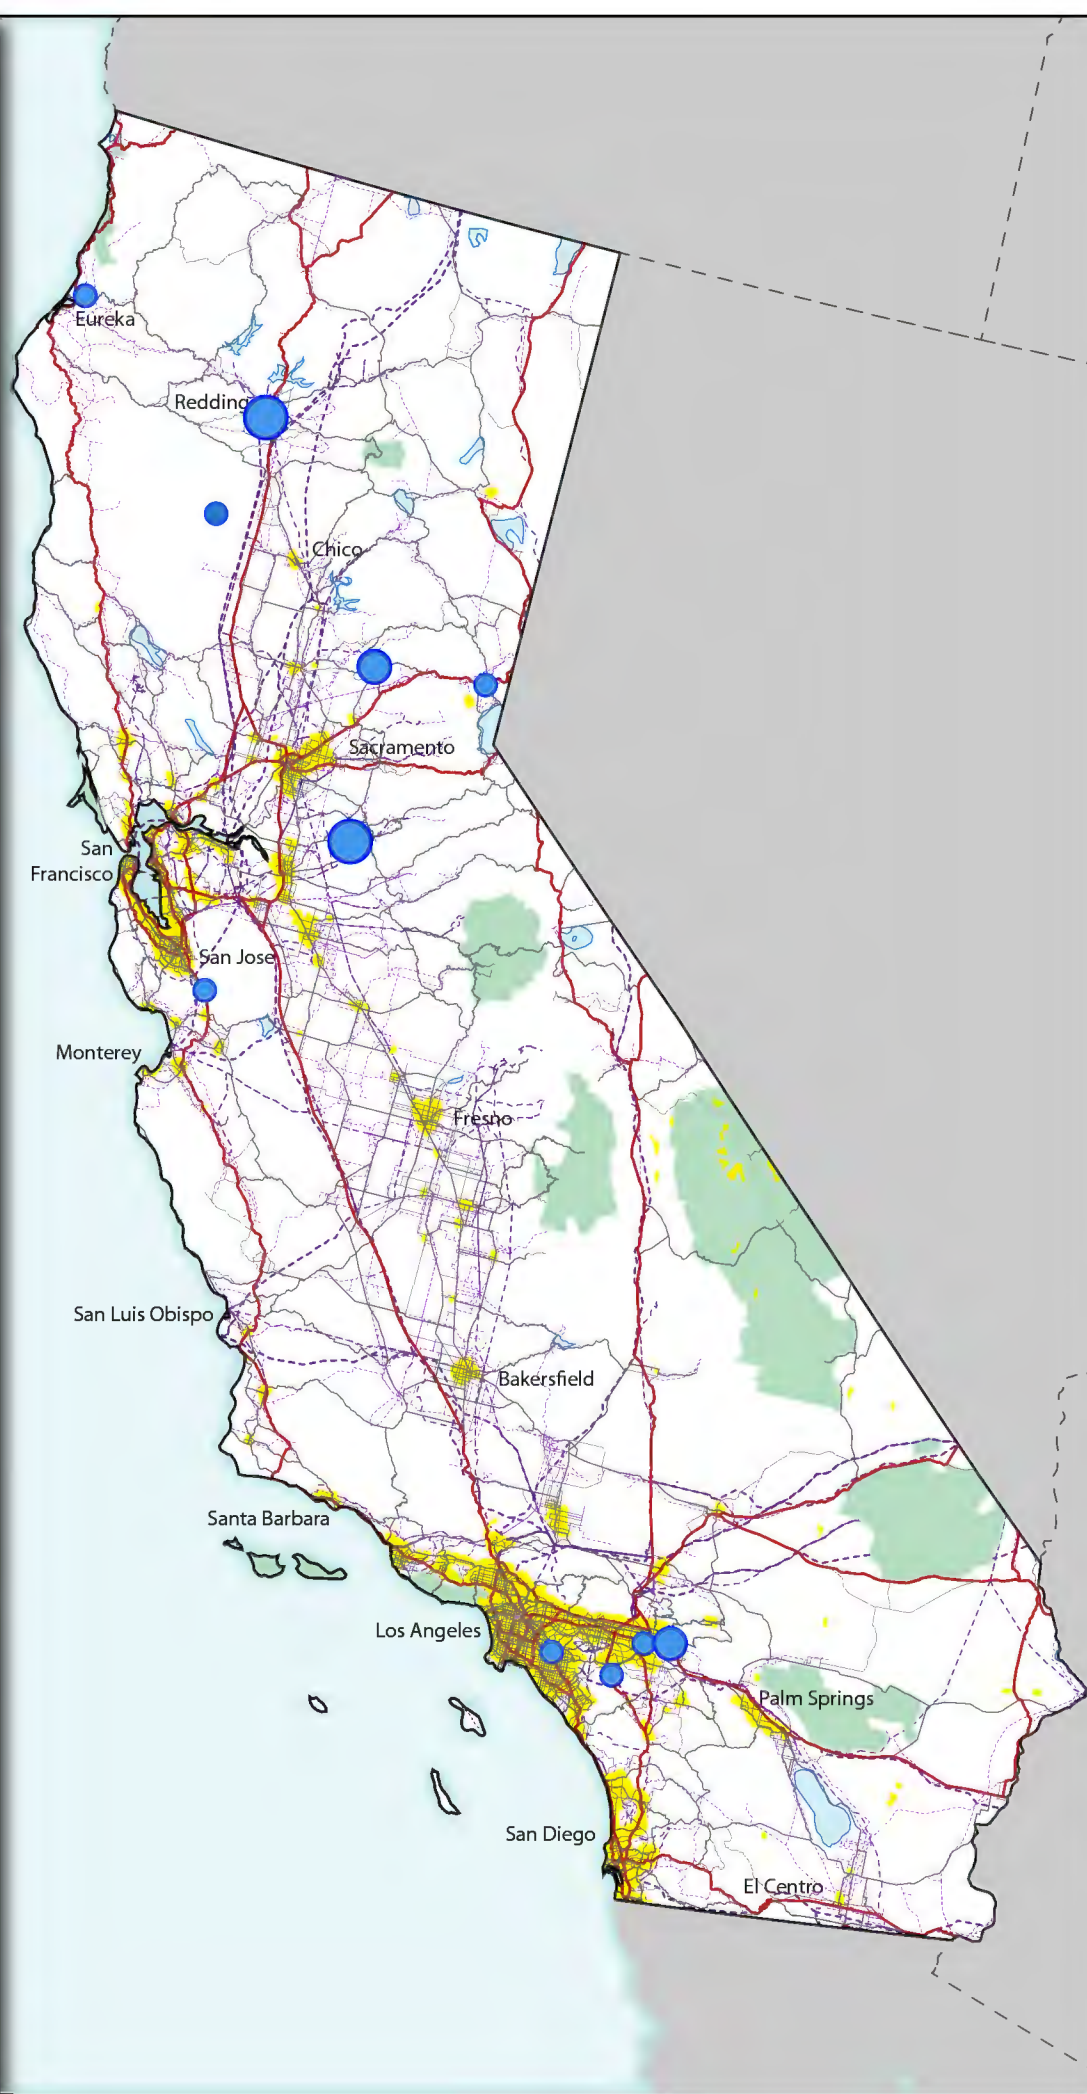 Eureka
Redding
Chico
Sacramento
San
Francisco
San Jose
Monterey
Fresno
San Luis Obispo
Bakersfield
Santa Barbara
Los Angeles
Palm Springs
San Diego
El Centro